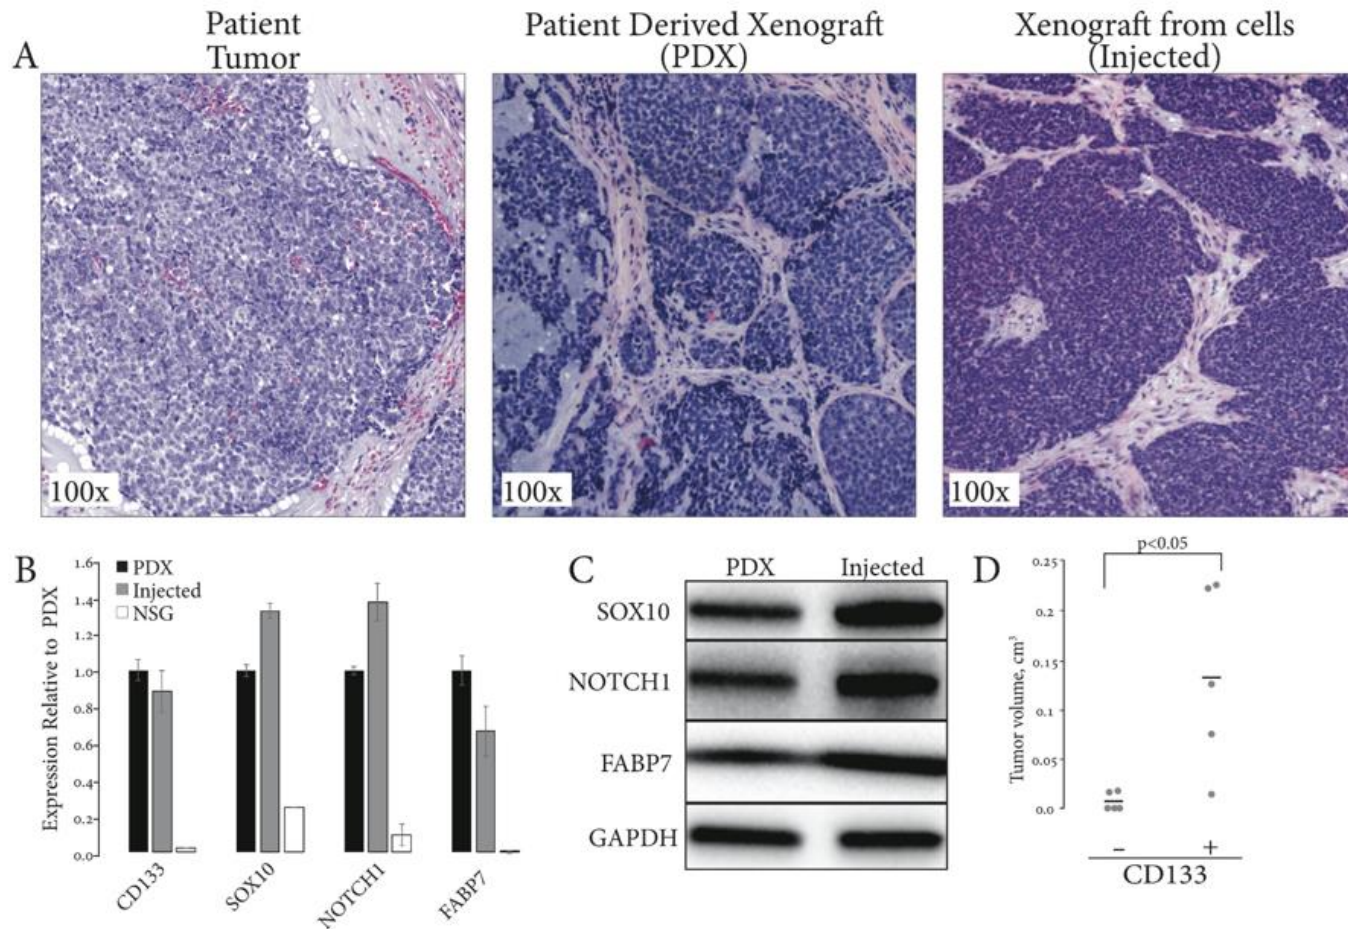 A
Patient
Tumor
Patient Derived Xenograft
(PDX)
Xenograft from cells
(Injected)
100x
100x
100x
B
Expression Relative to PDX
1.6
1.4
1.2
1.0
0.8
0.6
0.4
0.2
0.0
PDX
Injected
NSG
CD133
SOX10
NOTCH1
FABP7
C
PDX
Injected
SOX10
NOTCH1
FABP7
GAPDH
D
p<0.05
Tumor volume, cm³
0.25
0.2
0.15
0.1
0.05
0.0
– +
CD133